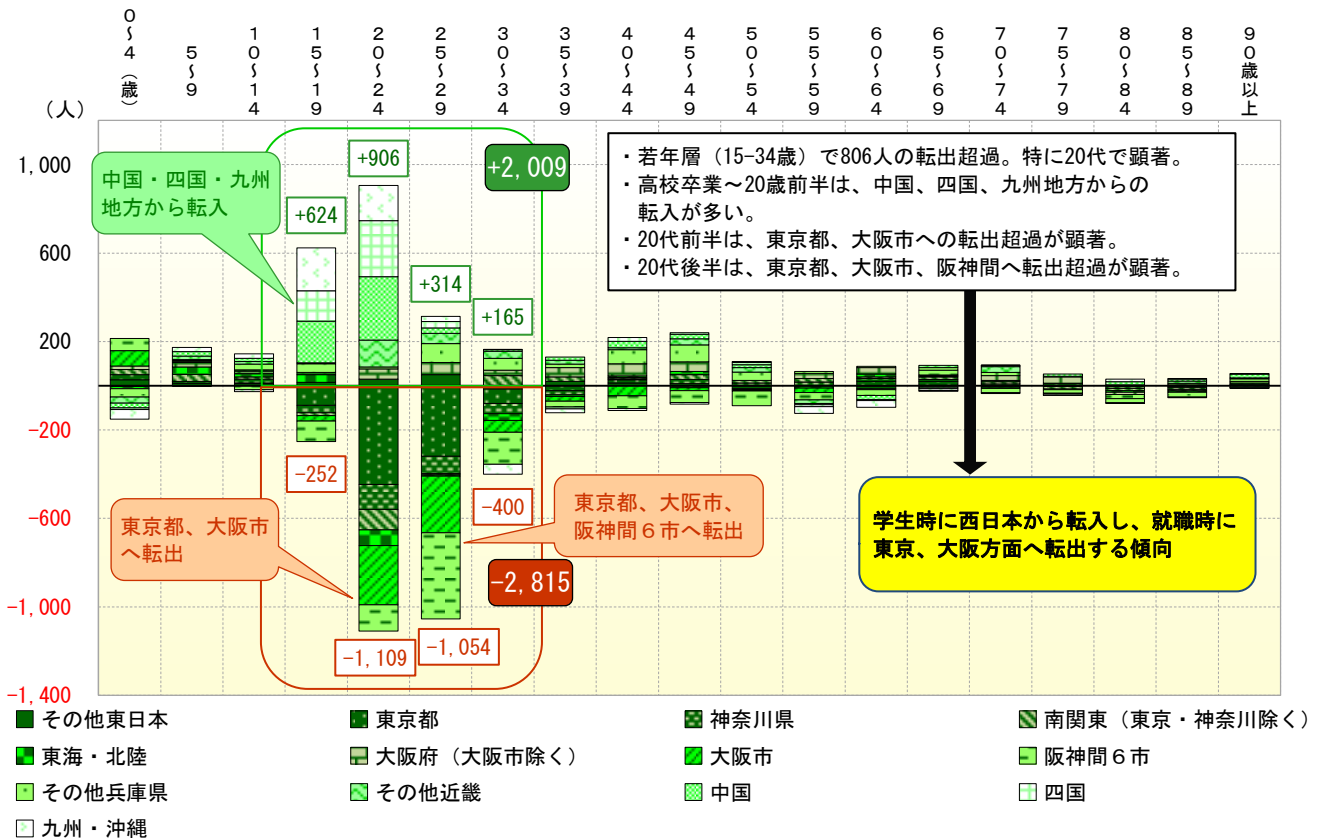 0~4（歳）
5~9
10~14
15~19
20~24
25~29
30~34
35~39
40~44
45~49
50~54
55~59
60~64
65~69
70~74
75~79
80~84
85~89
90歳以上
（人）
1,000
600
200
-200
-600
-1,000
-1,400
中国・四国・九州
地方から転入
+624
+906
+314
+165
+2,009
・若年層（15-34歳）で806人の転出超過。特に20代で顕著。
・高校卒業～20歳前半は、中国、四国、九州地方からの
転入が多い。
・20代前半は、東京都、大阪市への転出超過が顕著。
・20代後半は、東京都、大阪市、阪神間へ転出超過が顕著。
-252
-1,109
-1,054
-400
-2,815
東京都、大阪市
へ転出
東京都、大阪市、
阪神間６市へ転出
学生時に西日本から転入し、就職時に
東京、大阪方面へ転出する傾向
その他東日本
東京都
神奈川県
南関東（東京・神奈川除く）
東海・北陸
大阪府（大阪市除く）
大阪市
阪神間６市
その他兵庫県
その他近畿
中国
四国
九州・沖縄